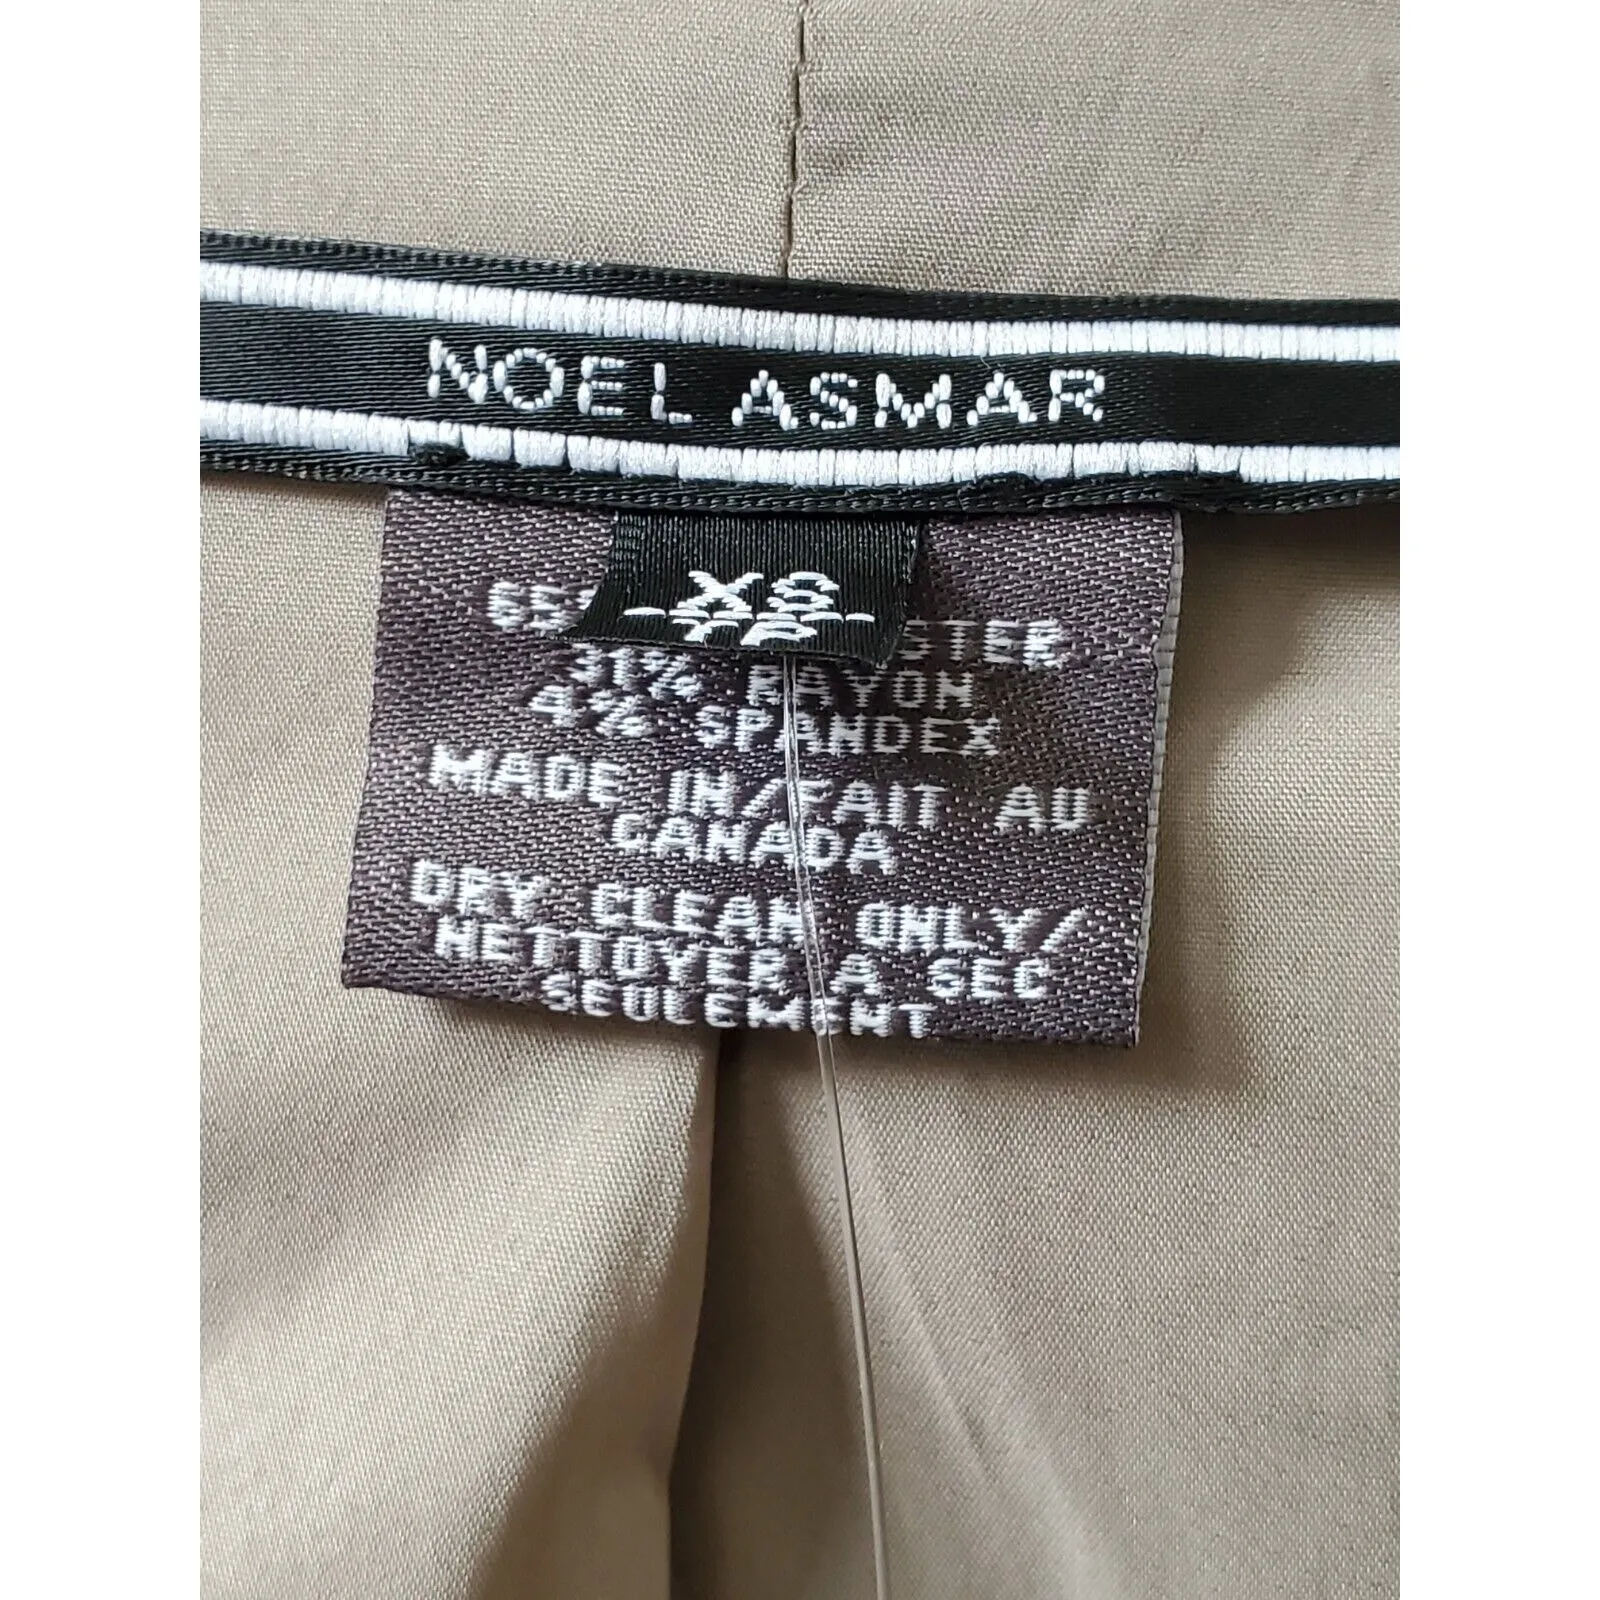 NOEL ASMAR
XS
TP
65%
31% RAYON
4% SPANDEX
MADE IN/FAIT AU
CANADA
DRY CLEAN ONLY/
NETTOYER A SEC
SEULEMENT